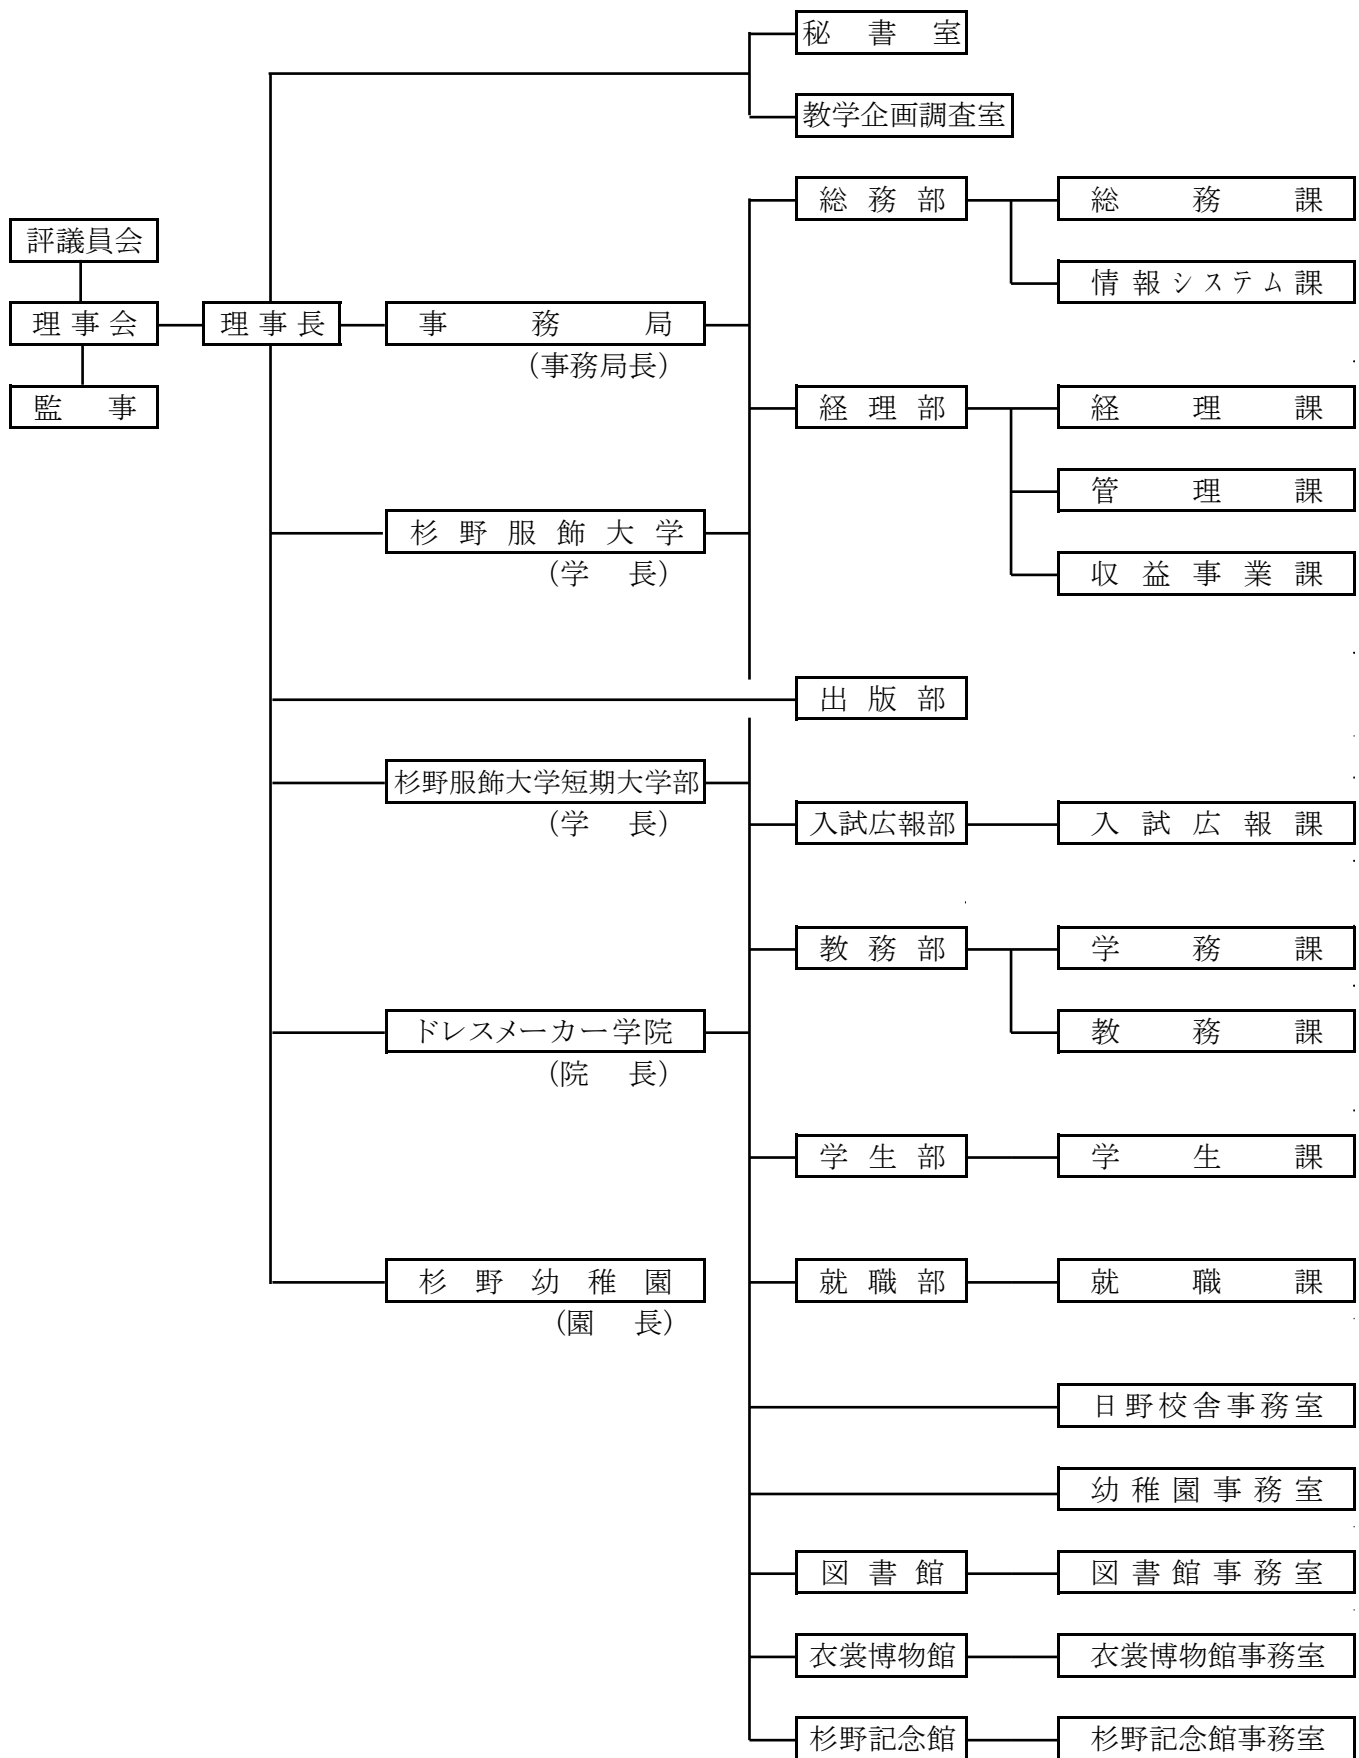 秘書室
教学企画調査室
総務部 総務課
評議員会
情報システム課
理事会 理事長 事務局
(事務局長)
監事 経理部 経理課
管理課
杉野服飾大学
(学長) 収益事業課
出版部
杉野服飾大学短期大学部
(学長) 入試広報部 入試広報課
教務部 学務課
ドレスメーカー学院 教務課
(院長)
学生部 学生課
杉野幼稚園 就職部 就職課
(園長)
日野校舎事務室
幼稚園事務室
図書館 図書館事務室
衣裳博物館 衣裳博物館事務室
杉野記念館 杉野記念館事務室